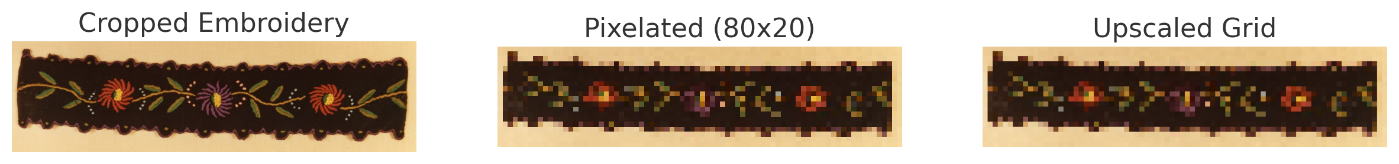 Cropped Embroidery
Pixelated (80x20)
Upscaled Grid